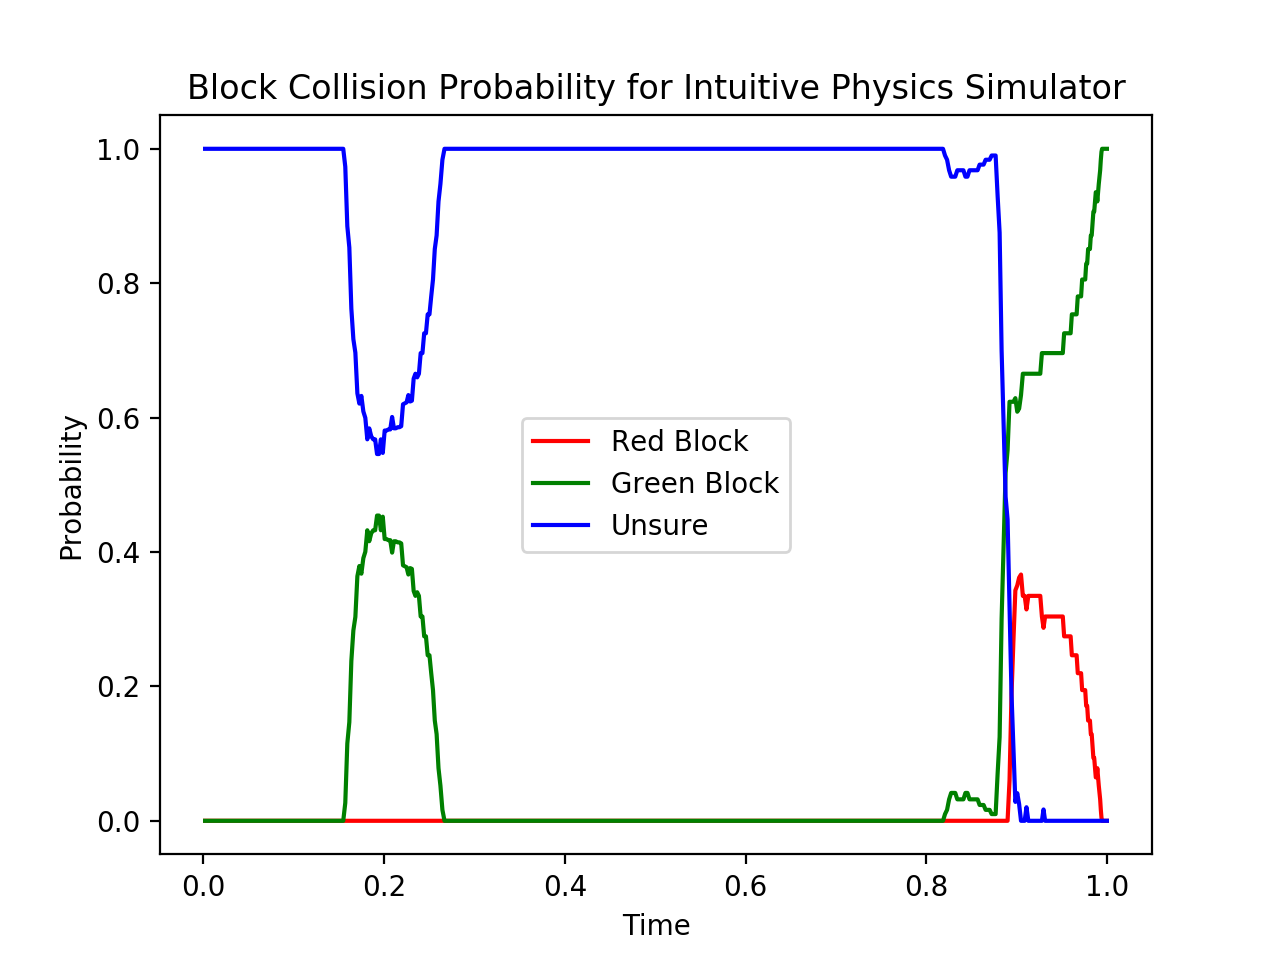 Block Collision Probability for Intuitive Physics Simulator
1.0
0.8
0.6
0.4
0.2
0.0
Probability
Red Block
Green Block
Unsure
0.0 0.2 0.4 0.6 0.8 1.0
Time